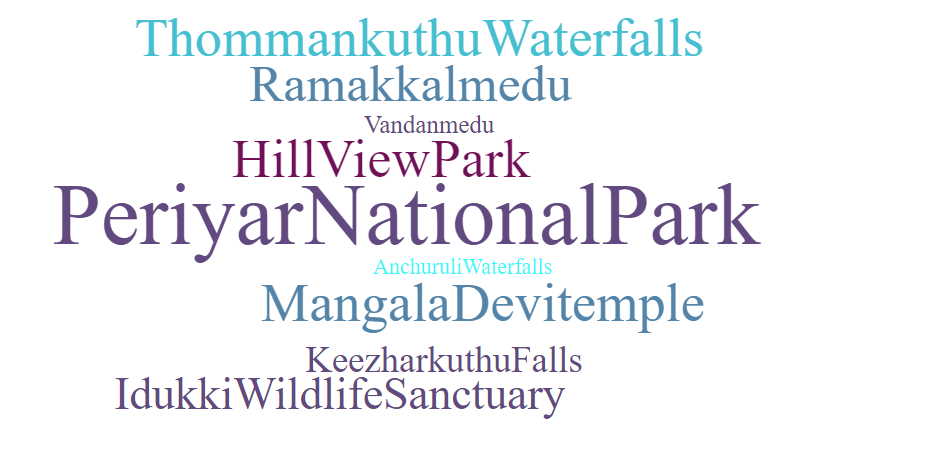 ThommankuthuWaterfalls
Ramakkalmedu
Vandanmedu
HillViewPark
PeriyarNationalPark
AnchuruliWaterfalls
MangalaDevitemple
KeezharkuthuFalls
IdukkiWildlifeSanctuary